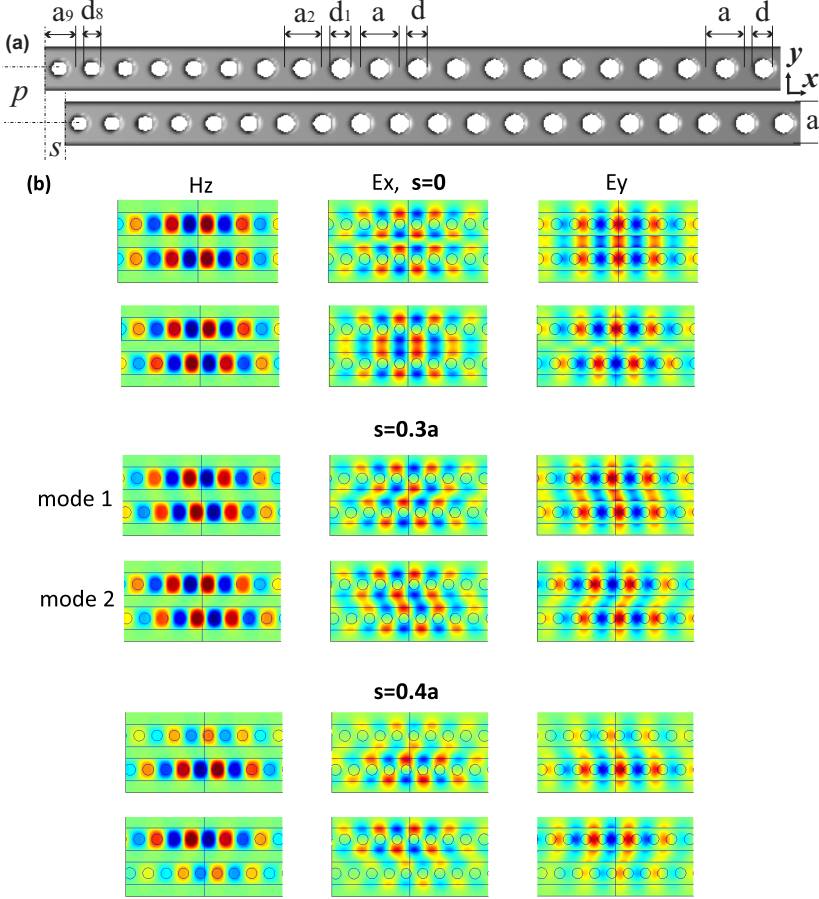 (a)
a9 d8 a2 d1 a d a d
y
x
p
a
s
(b) Hz Ex, s=0 Ey
s=0.3a
mode 1
mode 2
s=0.4a